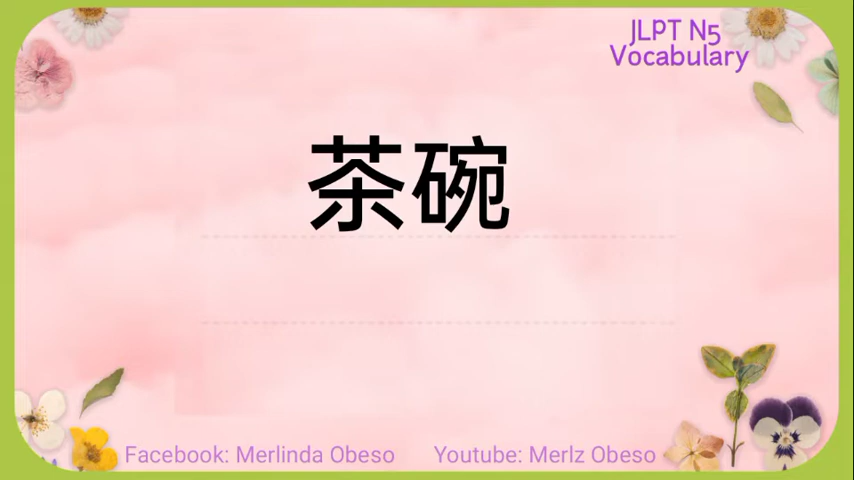 JLPT N5
Vocabulary
茶碗
Facebook: Merlinda Obeso Youtube: Merlz Obeso